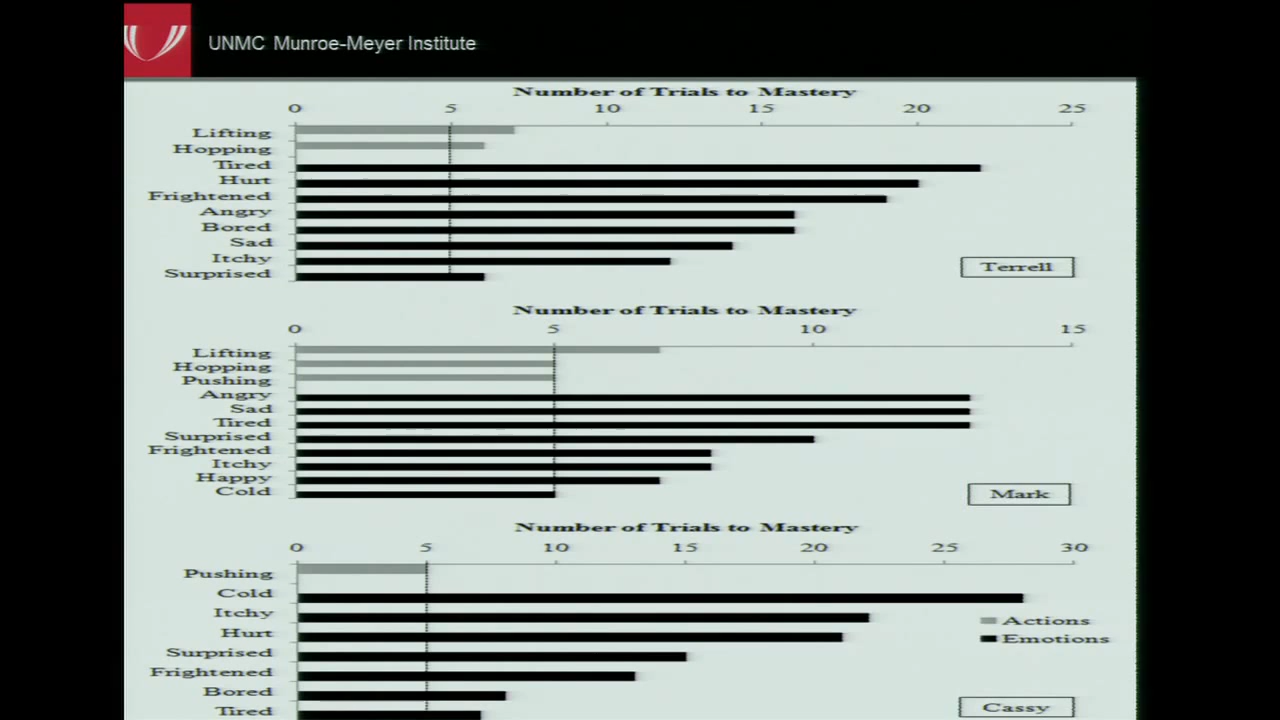 UNMC Munroe-Meyer Institute
Number of Trials to Mastery
0 5 10 15 20 25
Lifting
Hopping
Tired
Hurt
Frightened
Angry
Bored
Sad
Itchy
Surprised
Terrell
Number of Trials to Mastery
0 5 10 15
Lifting
Hopping
Pushing
Angry
Sad
Tired
Surprised
Frightened
Itchy
Happy
Cold
Mark
Number of Trials to Mastery
0 5 10 15 20 25 30
Pushing
Cold
Itchy
Hurt
Surprised
Frightened
Bored
Tired
Actions
Emotions
Cassy